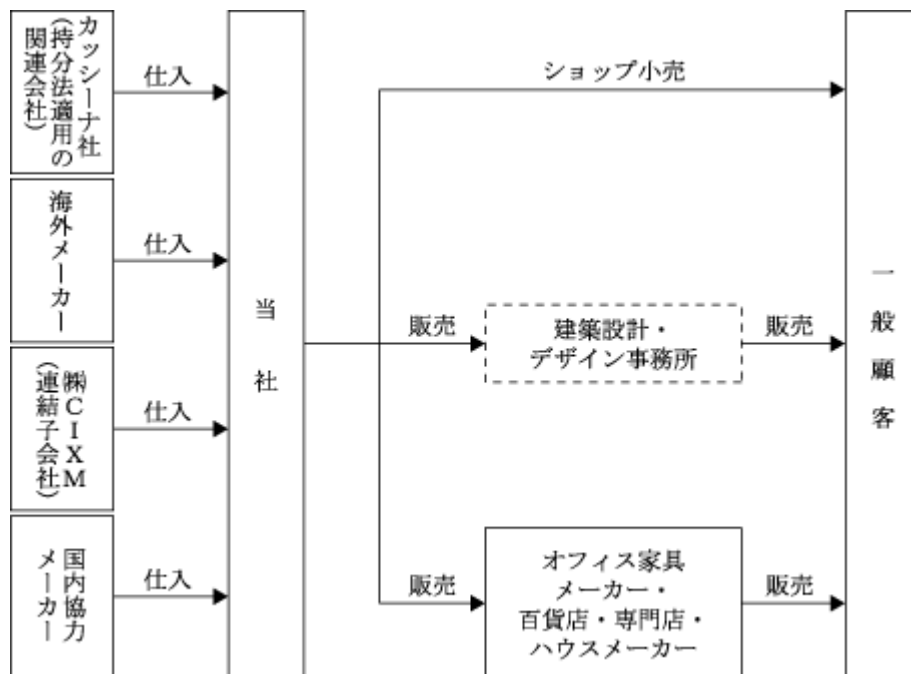 カッシーナ社
(持分法適用の
関連会社)
仕入
海外メーカー
仕入
㈱CIXM
(連結子会社)
仕入
国内協力
メーカー
仕入
当社
ショップ小売
販売
建築設計・
デザイン事務所
販売
販売
オフィス家具
メーカー・
百貨店・専門店・
ハウスメーカー
販売
一般顧客